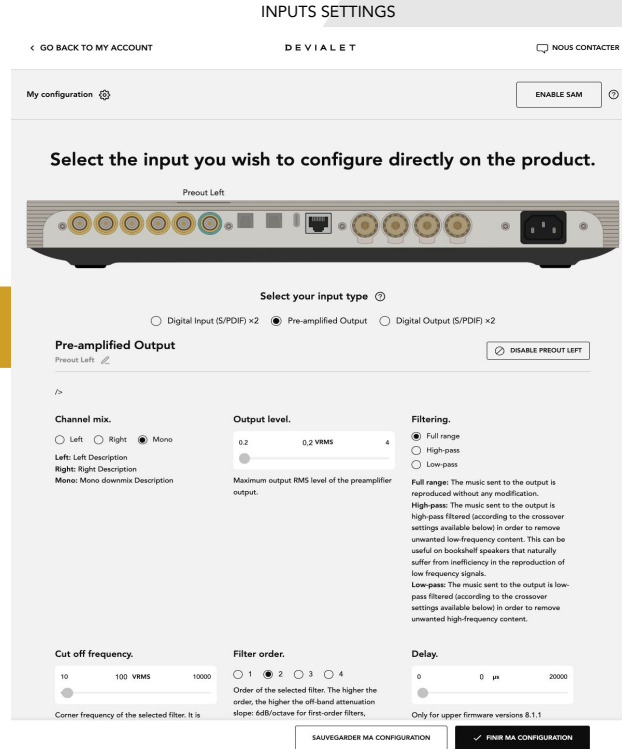 INPUTS SETTINGS
< GO BACK TO MY ACCOUNT
DEVIALET
NOUS CONTACTER
My configuration
ENABLE SAM
?
Select the input you wish to configure directly on the product.
Preout Left
Select your input type ?
Digital Input (S/PDIF) ×2 Pre-amplified Output Digital Output (S/PDIF) ×2
Pre-amplified Output
Preout Left
DISABLE PREOUT LEFT
/>
Channel mix.
Left Right Mono
Left: Left Description
Right: Right Description
Mono: Mono downmix Description
Output level.
0.2 0,2 VRMS 4
Maximum output RMS level of the preamplifier
output.
Filtering.
Full range
High-pass
Low-pass
Full range: The music sent to the output is
reproduced without any modification.
High-pass: The music sent to the output is
high-pass filtered (according to the crossover
settings available below) in order to remove
unwanted low-frequency content. This can be
useful on bookshelf speakers that naturally
suffer from inefficiency in the reproduction of
low frequency signals.
Low-pass: The music sent to the output is low-
pass filtered (according to the crossover
settings available below) in order to remove
unwanted high-frequency content.
Cut off frequency.
10 100 VRMS 10000
Corner frequency of the selected filter. It is
Filter order.
1 2 3 4
Order of the selected filter. The higher the
order, the higher the off-band attenuation
slope: 6dB/octave for first-order filters,
Delay.
0 0 µs 20000
Only for upper firmware versions 8.1.1
SAUVEGARDER MA CONFIGURATION
FINIR MA CONFIGURATION